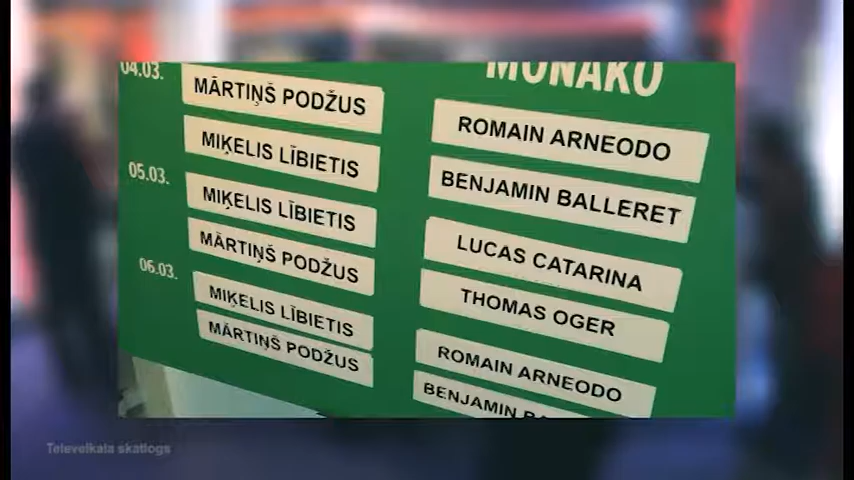 04.03.
MĀRTIŅŠ PODŽUS
MIĶELIS LĪBIETIS
05.03.
MIĶELIS LĪBIETIS
MĀRTIŅŠ PODŽUS
06.03.
MIĶELIS LĪBIETIS
MĀRTIŅŠ PODŽUS
MONAKO
ROMAIN ARNEODO
BENJAMIN BALLERET
LUCAS CATARINA
THOMAS OGER
ROMAIN ARNEODO
BENJAMIN
Televeikala skatlogs